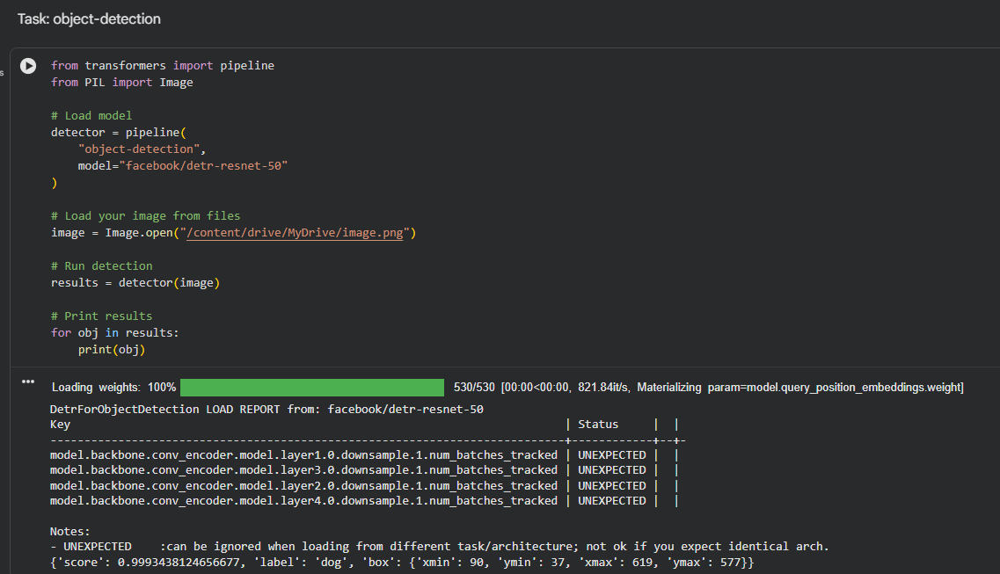 Task: object-detection
from transformers import pipeline
from PIL import Image
# Load model
detector = pipeline(
    "object-detection",
    model="facebook/detr-resnet-50"
)
# Load your image from files
image = Image.open("/content/drive/MyDrive/image.png")
# Run detection
results = detector(image)
# Print results
for obj in results:
    print(obj)
Loading weights: 100% 530/530 [00:00<00:00, 821.84it/s, Materializing param=model.query_position_embeddings.weight]
DetrForObjectDetection LOAD REPORT from: facebook/detr-resnet-50
Key | Status | |
----------------------------------------------------------------------------+------------+--+-
model.backbone.conv_encoder.model.layer1.0.downsample.1.num_batches_tracked | UNEXPECTED | |
model.backbone.conv_encoder.model.layer3.0.downsample.1.num_batches_tracked | UNEXPECTED | |
model.backbone.conv_encoder.model.layer2.0.downsample.1.num_batches_tracked | UNEXPECTED | |
model.backbone.conv_encoder.model.layer4.0.downsample.1.num_batches_tracked | UNEXPECTED | |
Notes:
- UNEXPECTED :can be ignored when loading from different task/architecture; not ok if you expect identical arch.
{'score': 0.9993438124656677, 'label': 'dog', 'box': {'xmin': 90, 'ymin': 37, 'xmax': 619, 'ymax': 577}}